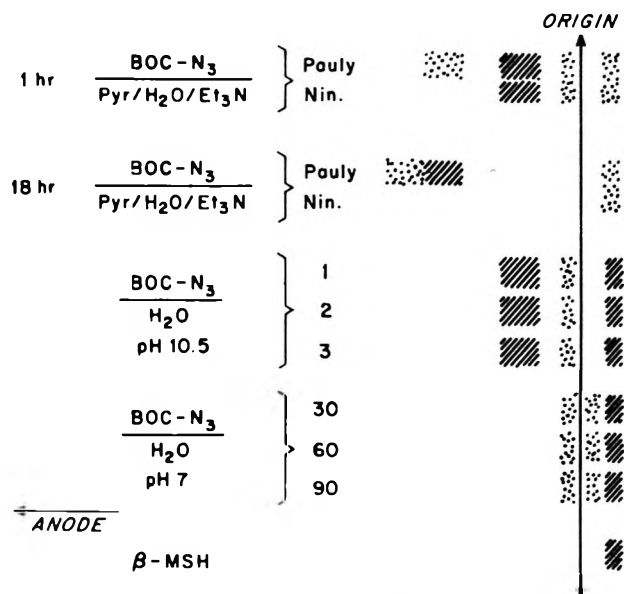 ORIGIN
1 hr BOC-N₃ Pauly
Pyr/H₂O/Et₃N Nin.
18 hr BOC-N₃ Pauly
Pyr/H₂O/Et₃N Nin.
1
BOC-N₃
H₂O 2
pH 10.5 3
BOC-N₃ 30
H₂O 60
pH 7 90
ANODE
β-MSH